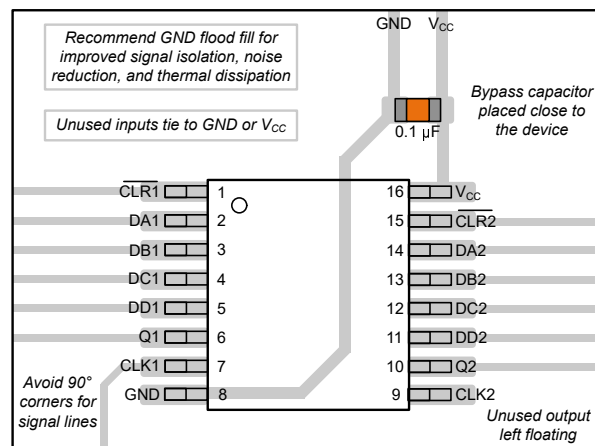 Recommend GND flood fill for
improved signal isolation, noise
reduction, and thermal dissipation
Unused inputs tie to GND or VCC
GND VCC
0.1 µF
Bypass capacitor
placed close to
the device
CLR1 1 16 VCC
DA1 2 15 CLR2
DB1 3 14 DA2
DC1 4 13 DB2
DD1 5 12 DC2
Q1 6 11 DD2
CLK1 7 10 Q2
GND 8 9 CLK2
Avoid 90°
corners for
signal lines
Unused output
left floating